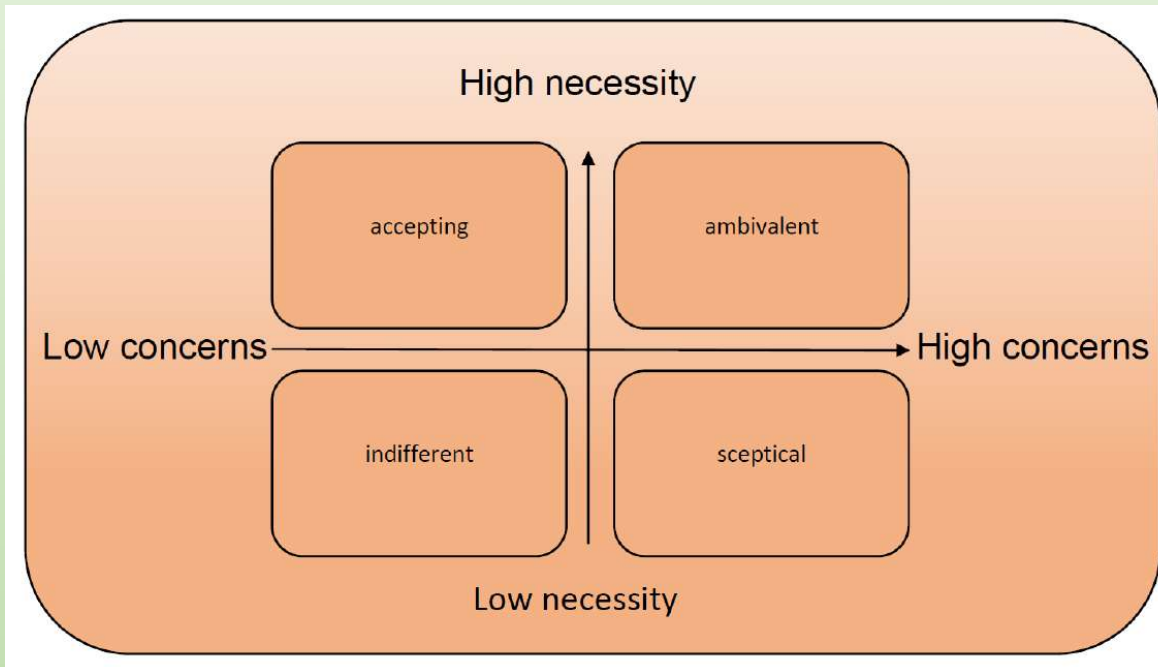 High necessity
accepting
ambivalent
Low concerns
High concerns
indifferent
sceptical
Low necessity